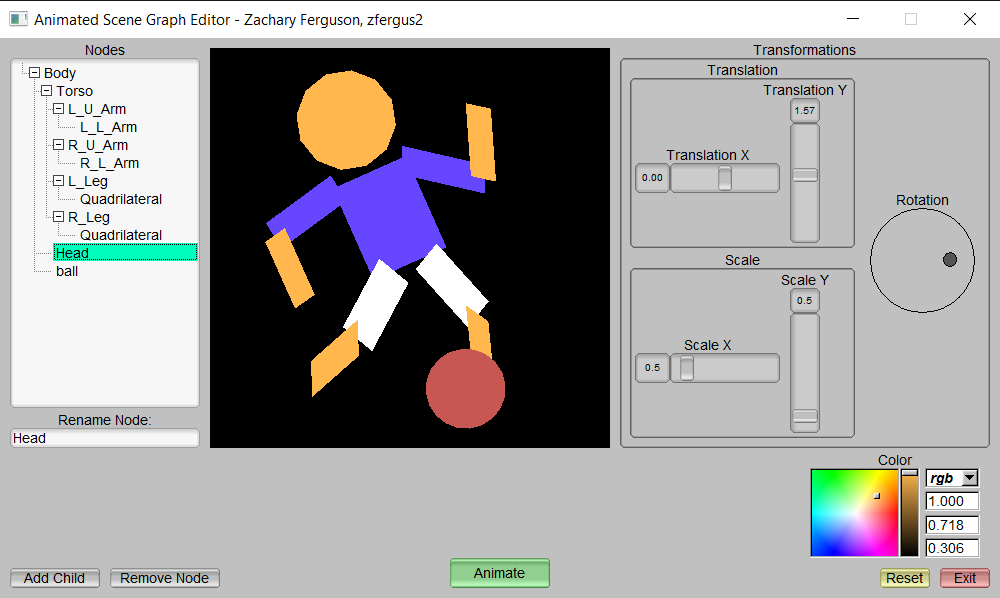 Animated Scene Graph Editor - Zachary Ferguson, zfergus2
Nodes
Body
Torso
L_U_Arm
L_L_Arm
R_U_Arm
R_L_Arm
L_Leg
Quadrilateral
R_Leg
Quadrilateral
Head
ball
Rename Node:
Head
Transformations
Translation
Translation Y
1.57
Translation X
0.00
Rotation
Scale
Scale Y
0.5
Scale X
0.5
Color
rgb
1.000
0.718
0.306
Add Child
Remove Node
Animate
Reset
Exit